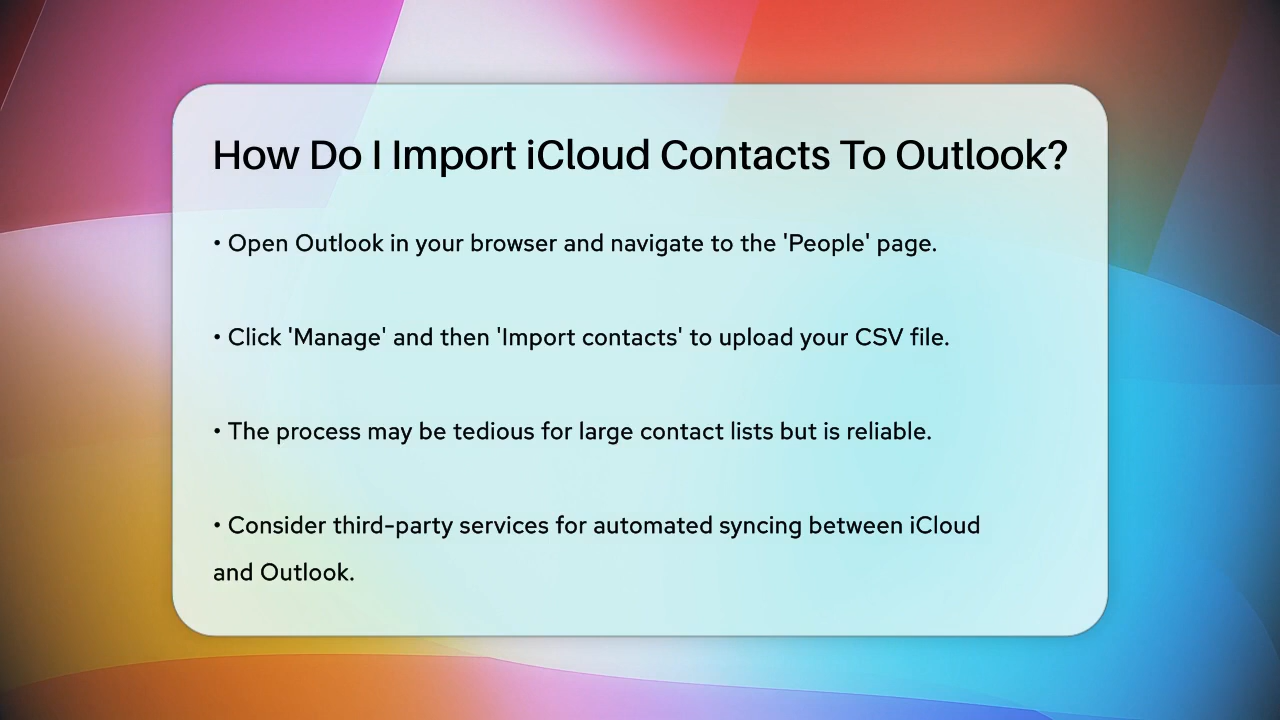 How Do I Import iCloud Contacts To Outlook?
• Open Outlook in your browser and navigate to the 'People' page.
• Click 'Manage' and then 'Import contacts' to upload your CSV file.
• The process may be tedious for large contact lists but is reliable.
• Consider third-party services for automated syncing between iCloud
and Outlook.